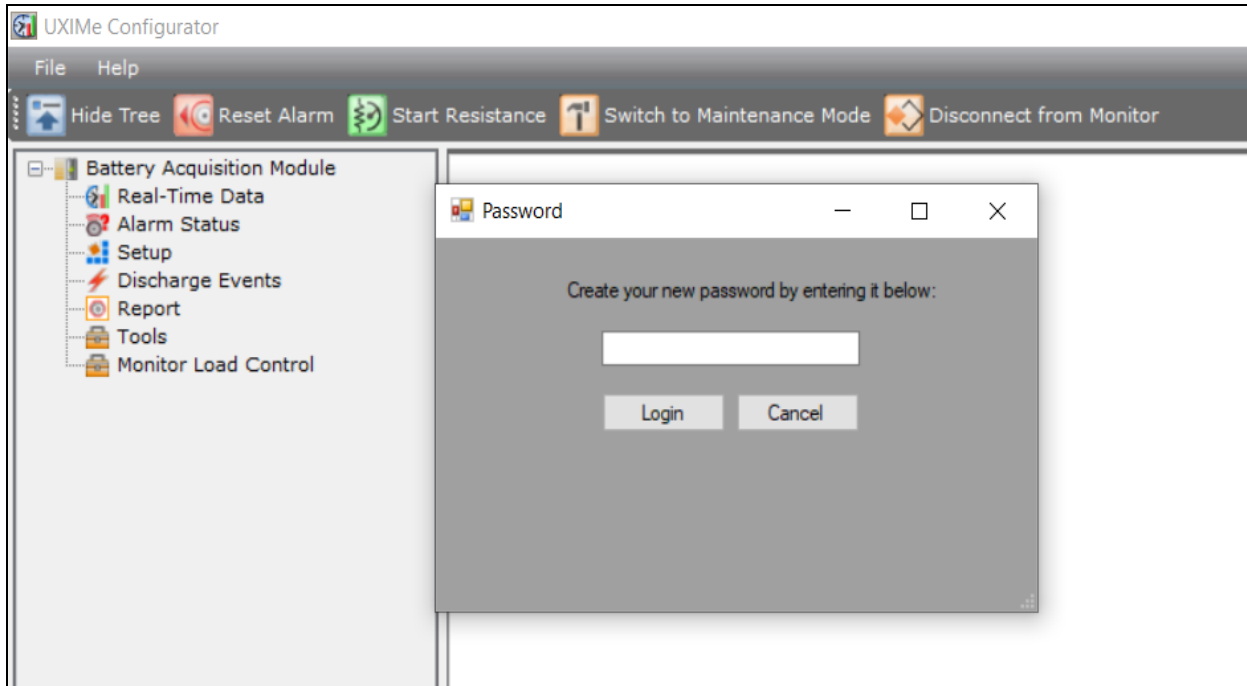 UXIMe Configurator
File Help
Hide Tree Reset Alarm Start Resistance Switch to Maintenance Mode Disconnect from Monitor
Battery Acquisition Module
Real-Time Data
Alarm Status
Setup
Discharge Events
Report
Tools
Monitor Load Control
Password
Create your new password by entering it below:
Login Cancel